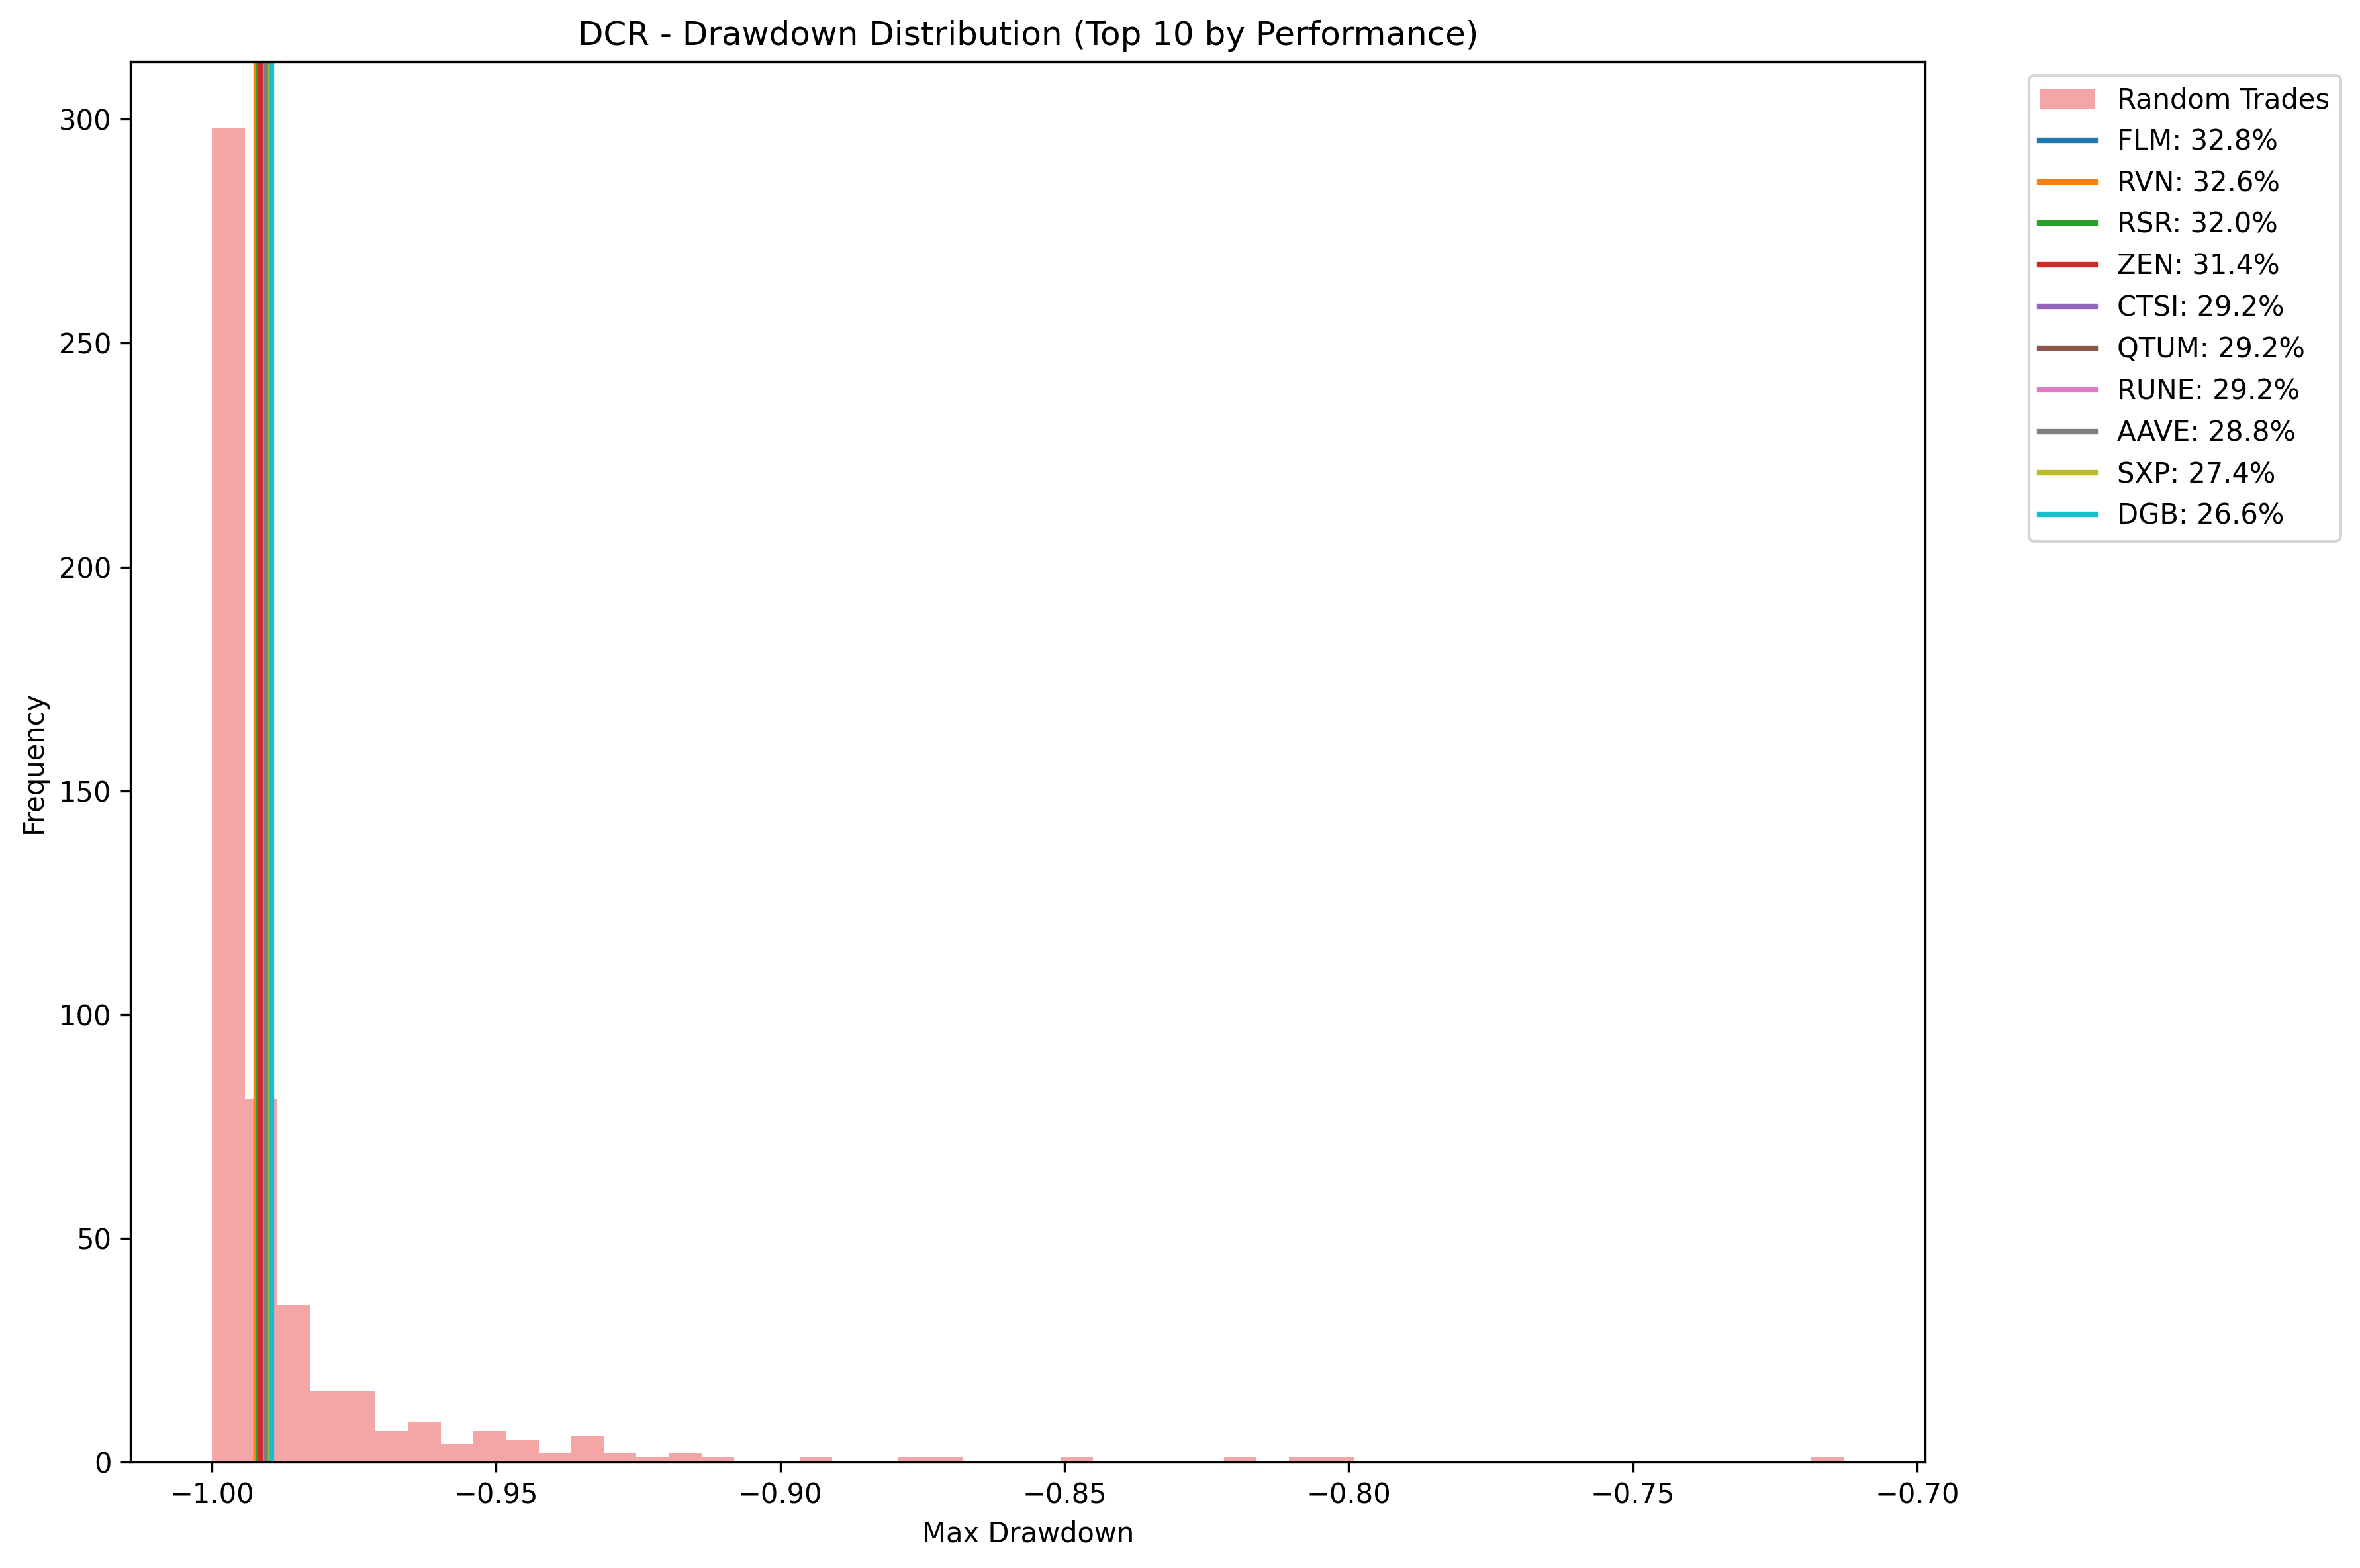 DCR - Drawdown Distribution (Top 10 by Performance)
300
250
200
150
100
50
0
Frequency
−1.00
−0.95
−0.90
−0.85
−0.80
−0.75
−0.70
Max Drawdown
Random Trades
FLM: 32.8%
RVN: 32.6%
RSR: 32.0%
ZEN: 31.4%
CTSI: 29.2%
QTUM: 29.2%
RUNE: 29.2%
AAVE: 28.8%
SXP: 27.4%
DGB: 26.6%